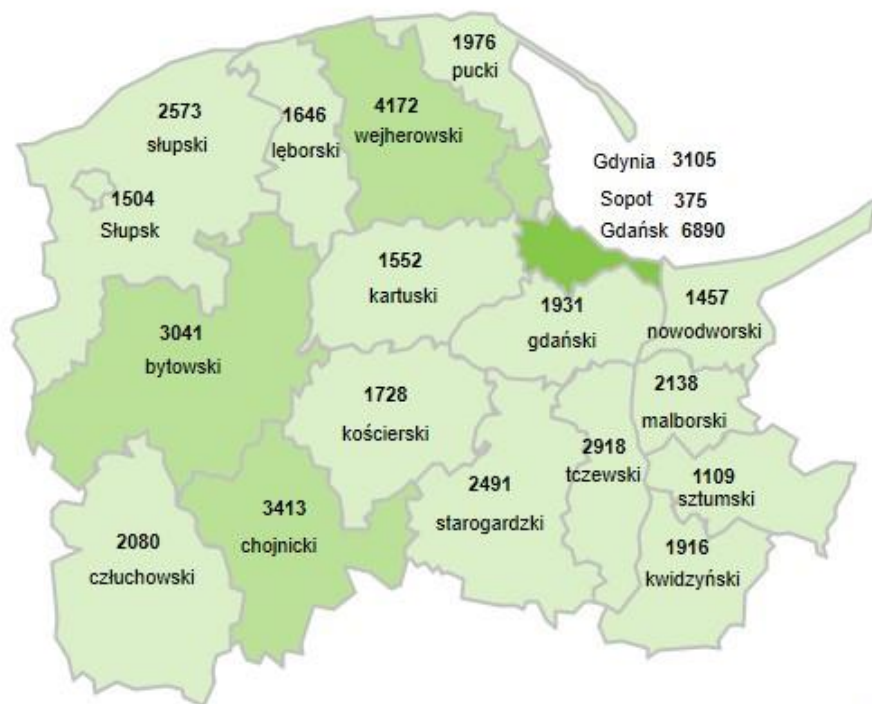 1976
pucki
2573
słupski
1646
lęborski
4172
wejherowski
Gdynia 3105
Sopot 375
Gdańsk 6890
1504
Słupsk
1552
kartuski
1931
gdański
1457
nowodworski
3041
bytowski
1728
kościerski
2138
malborski
2918
tczewski
2491
starogardzki
1109
sztumski
3413
chojnicki
2080
człuchowski
1916
kwidzyński